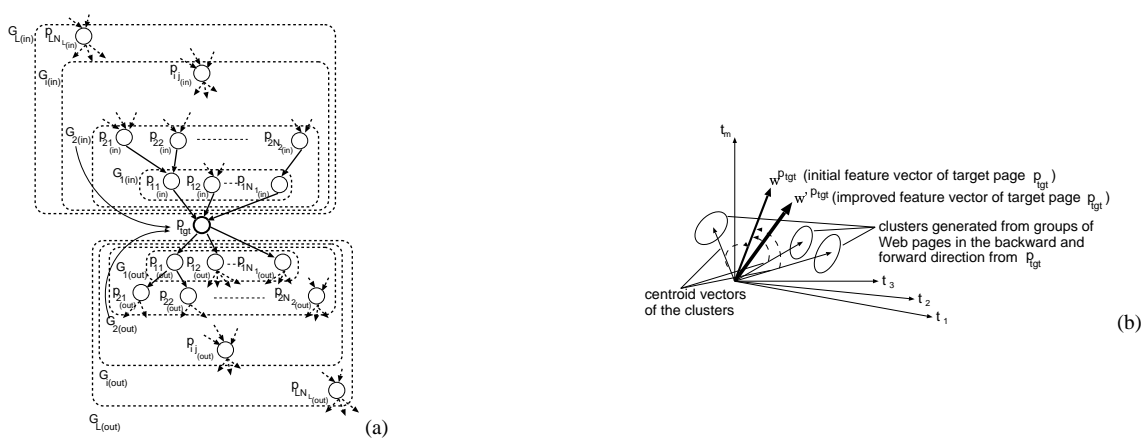 G_L(in)
p_LN_L(in)
G_i(in)
p_ij(in)
G_2(in)
p_21(in) p_22(in) p_2N_2(in)
G_1(in)
p_11(in) p_12(in) p_1N_1(in)
p_tgt
G_1(out)
p_11(out) p_12(out) p_1N_1(out)
p_21(out) p_22(out) p_2N_2(out)
G_2(out)
p_ij(out)
G_i(out)
p_LN_L(out)
G_L(out)
(a)
t_m
w^p_tgt (initial feature vector of target page p_tgt)
w'^p_tgt (improved feature vector of target page p_tgt)
clusters generated from groups of
Web pages in the backward and
forward direction from p_tgt
centroid vectors
of the clusters
t_3
t_2
t_1
(b)